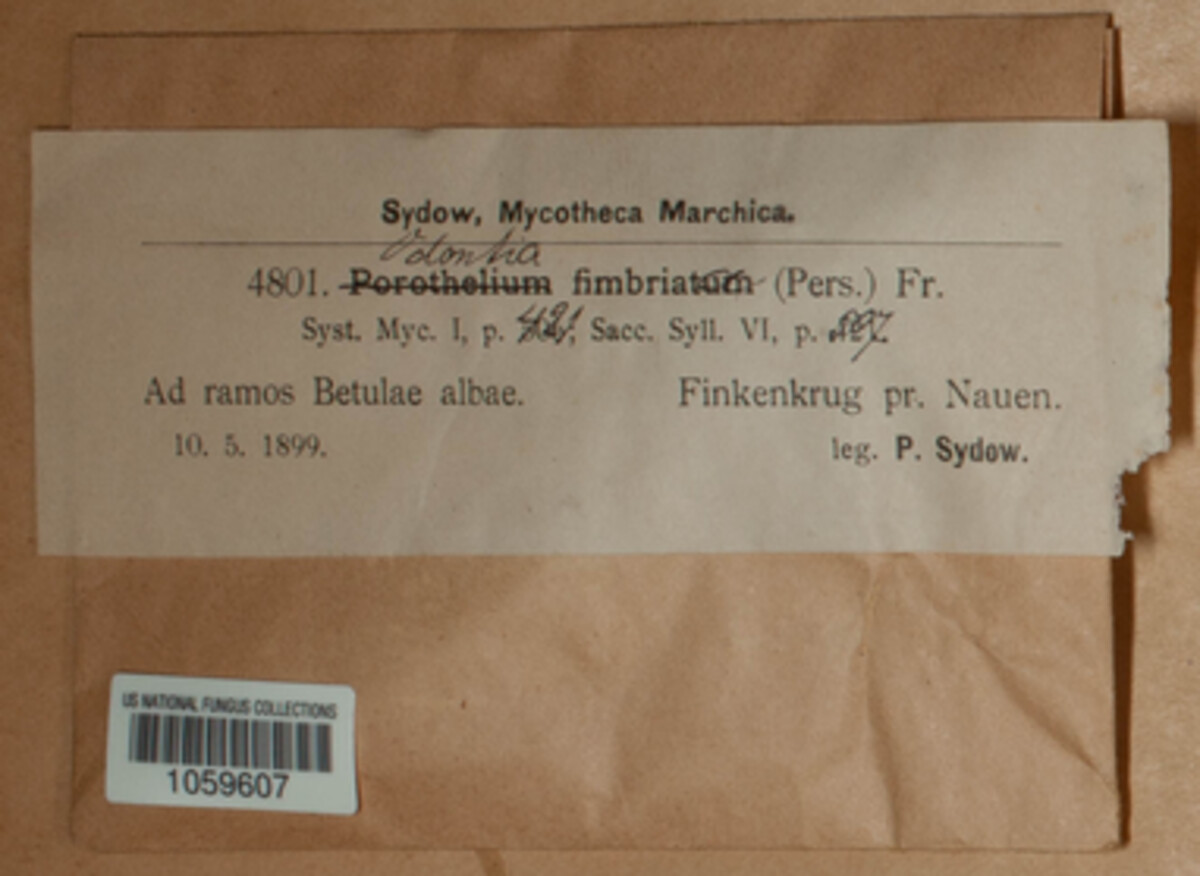 Sydow, Mycotheca Marchica.
Odontia
4801. Porothelium fimbriatum (Pers.) Fr.
Syst. Myc. I, p. 421, Sacc. Syll. VI, p.
Ad ramos Betulae albae. Finkenkrug pr. Nauen.
10. 5. 1899. leg. P. Sydow.
US NATIONAL FUNGUS COLLECTIONS
1059607